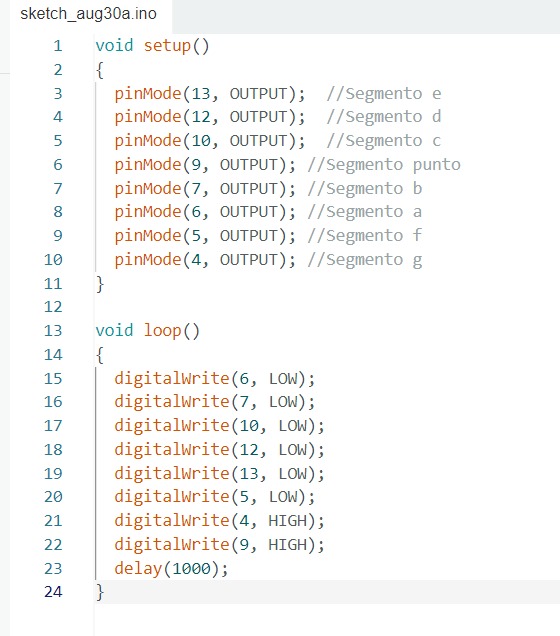 sketch_aug30a.ino
1 void setup()
2 {
3 pinMode(13, OUTPUT); //Segmento e
4 pinMode(12, OUTPUT); //Segmento d
5 pinMode(10, OUTPUT); //Segmento c
6 pinMode(9, OUTPUT); //Segmento punto
7 pinMode(7, OUTPUT); //Segmento b
8 pinMode(6, OUTPUT); //Segmento a
9 pinMode(5, OUTPUT); //Segmento f
10 pinMode(4, OUTPUT); //Segmento g
11 }
12
13 void loop()
14 {
15 digitalWrite(6, LOW);
16 digitalWrite(7, LOW);
17 digitalWrite(10, LOW);
18 digitalWrite(12, LOW);
19 digitalWrite(13, LOW);
20 digitalWrite(5, LOW);
21 digitalWrite(4, HIGH);
22 digitalWrite(9, HIGH);
23 delay(1000);
24 }